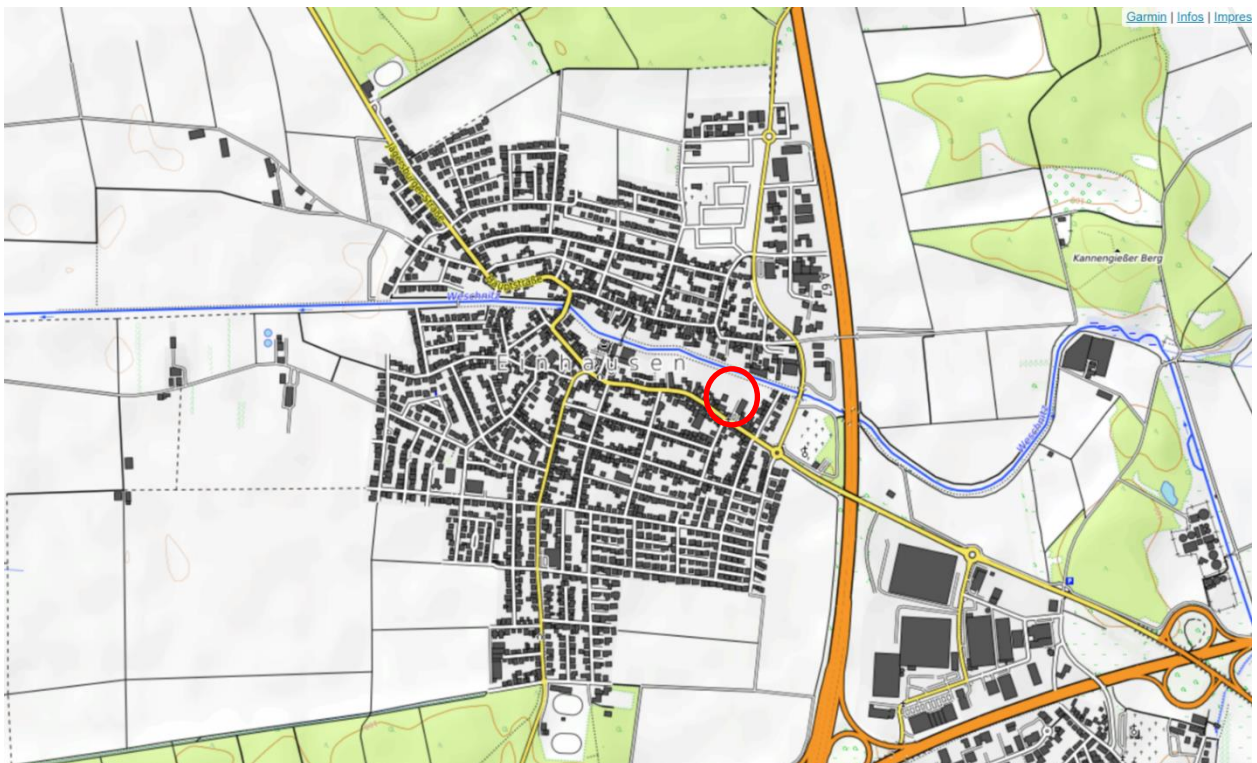 Garmin | Infos | Impres
Kannengießer Berg
A 67
Weschnitz
Einhausen
Weschnitz
P